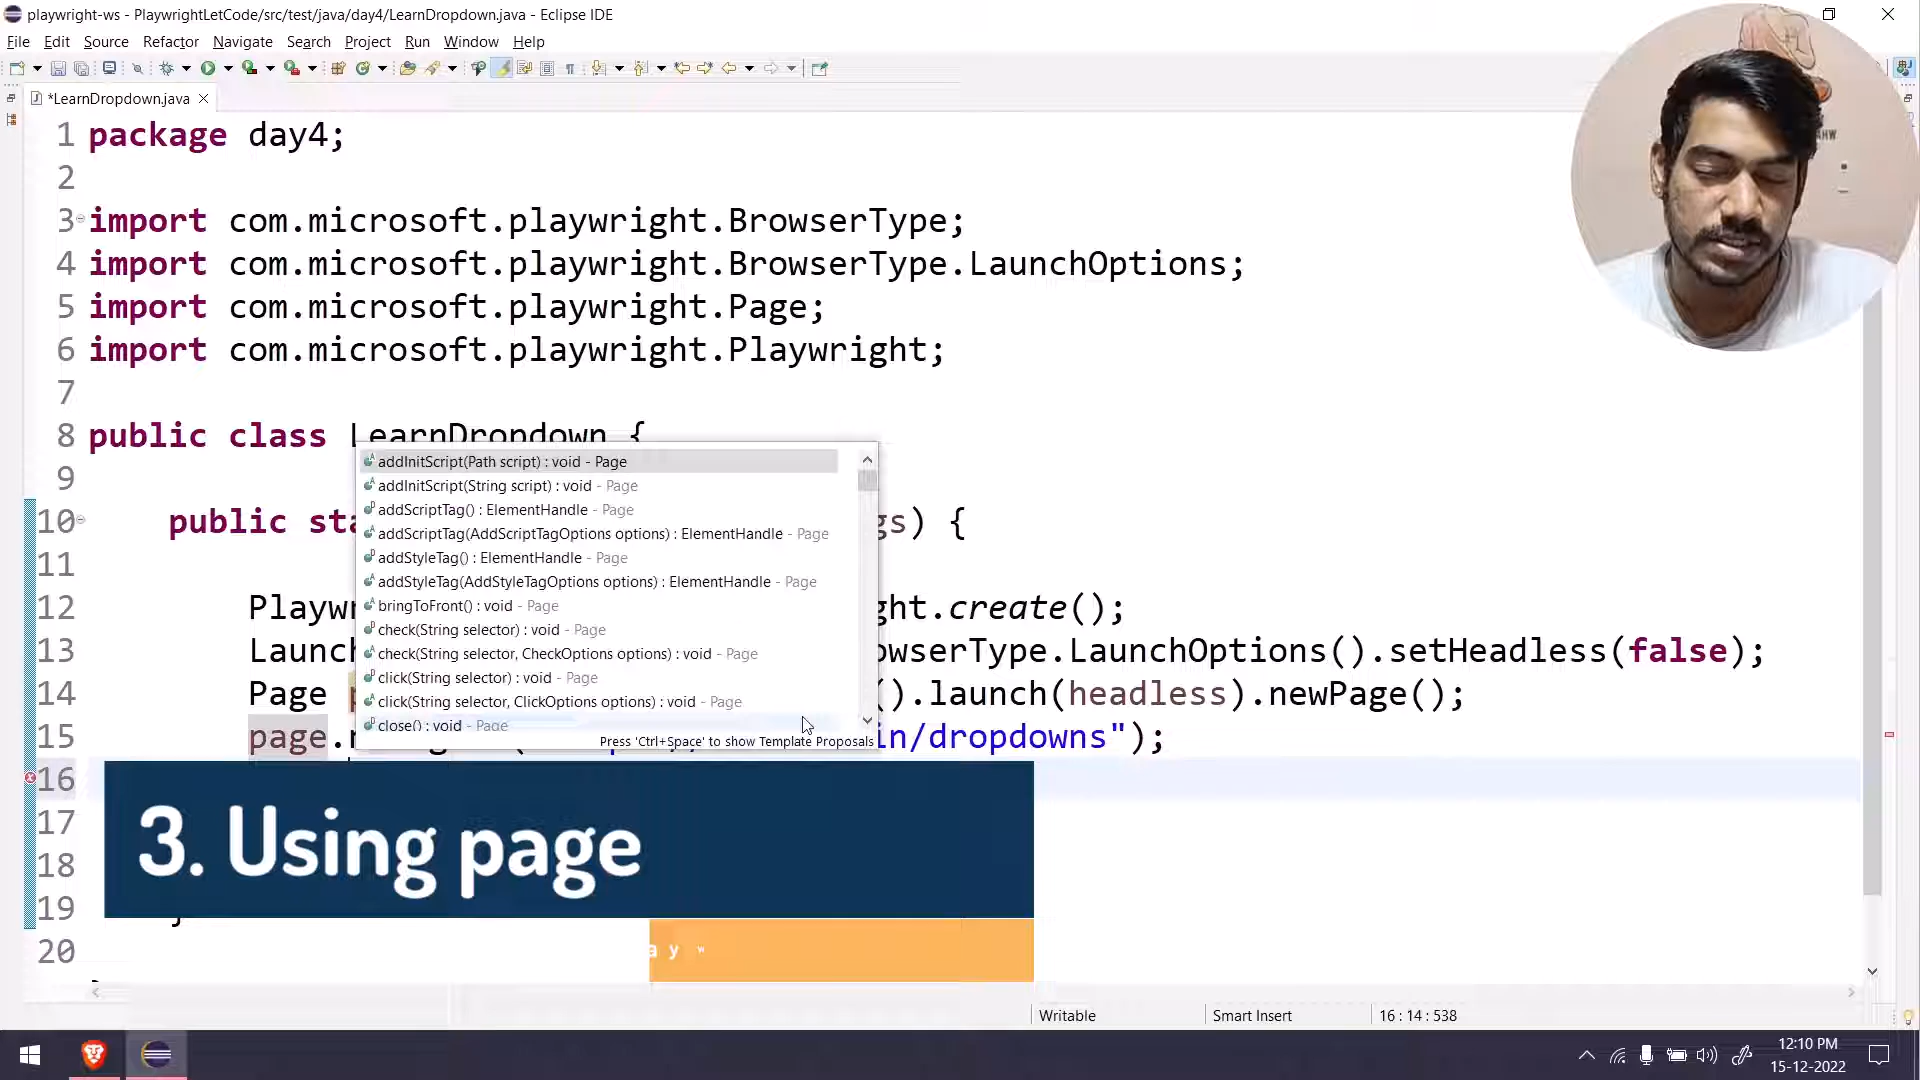 playwright-ws - PlaywrightLetCode/src/test/java/day4/LearnDropdown.java - Eclipse IDE
File Edit Source Refactor Navigate Search Project Run Window Help
*LearnDropdown.java
1 package day4;
2
3 import com.microsoft.playwright.BrowserType;
4 import com.microsoft.playwright.BrowserType.LaunchOptions;
5 import com.microsoft.playwright.Page;
6 import com.microsoft.playwright.Playwright;
7
8 public class LearnDropdown {
9
10 public sta gs) {
11
12 Playwr ght.create();
13 Launch owserType.LaunchOptions().setHeadless(false);
14 Page ().launch(headless).newPage();
15 page. in/dropdowns");
16
17
18
19 }
20
addInitScript(Path script) : void - Page
addInitScript(String script) : void - Page
addScriptTag() : ElementHandle - Page
addScriptTag(AddScriptTagOptions options) : ElementHandle - Page
addStyleTag() : ElementHandle - Page
addStyleTag(AddStyleTagOptions options) : ElementHandle - Page
bringToFront() : void - Page
check(String selector) : void - Page
check(String selector, CheckOptions options) : void - Page
click(String selector) : void - Page
click(String selector, ClickOptions options) : void - Page
close() : void - Page
Press 'Ctrl+Space' to show Template Proposals
3. Using page
a y w
Writable Smart Insert 16 : 14 : 538
12:10 PM
15-12-2022